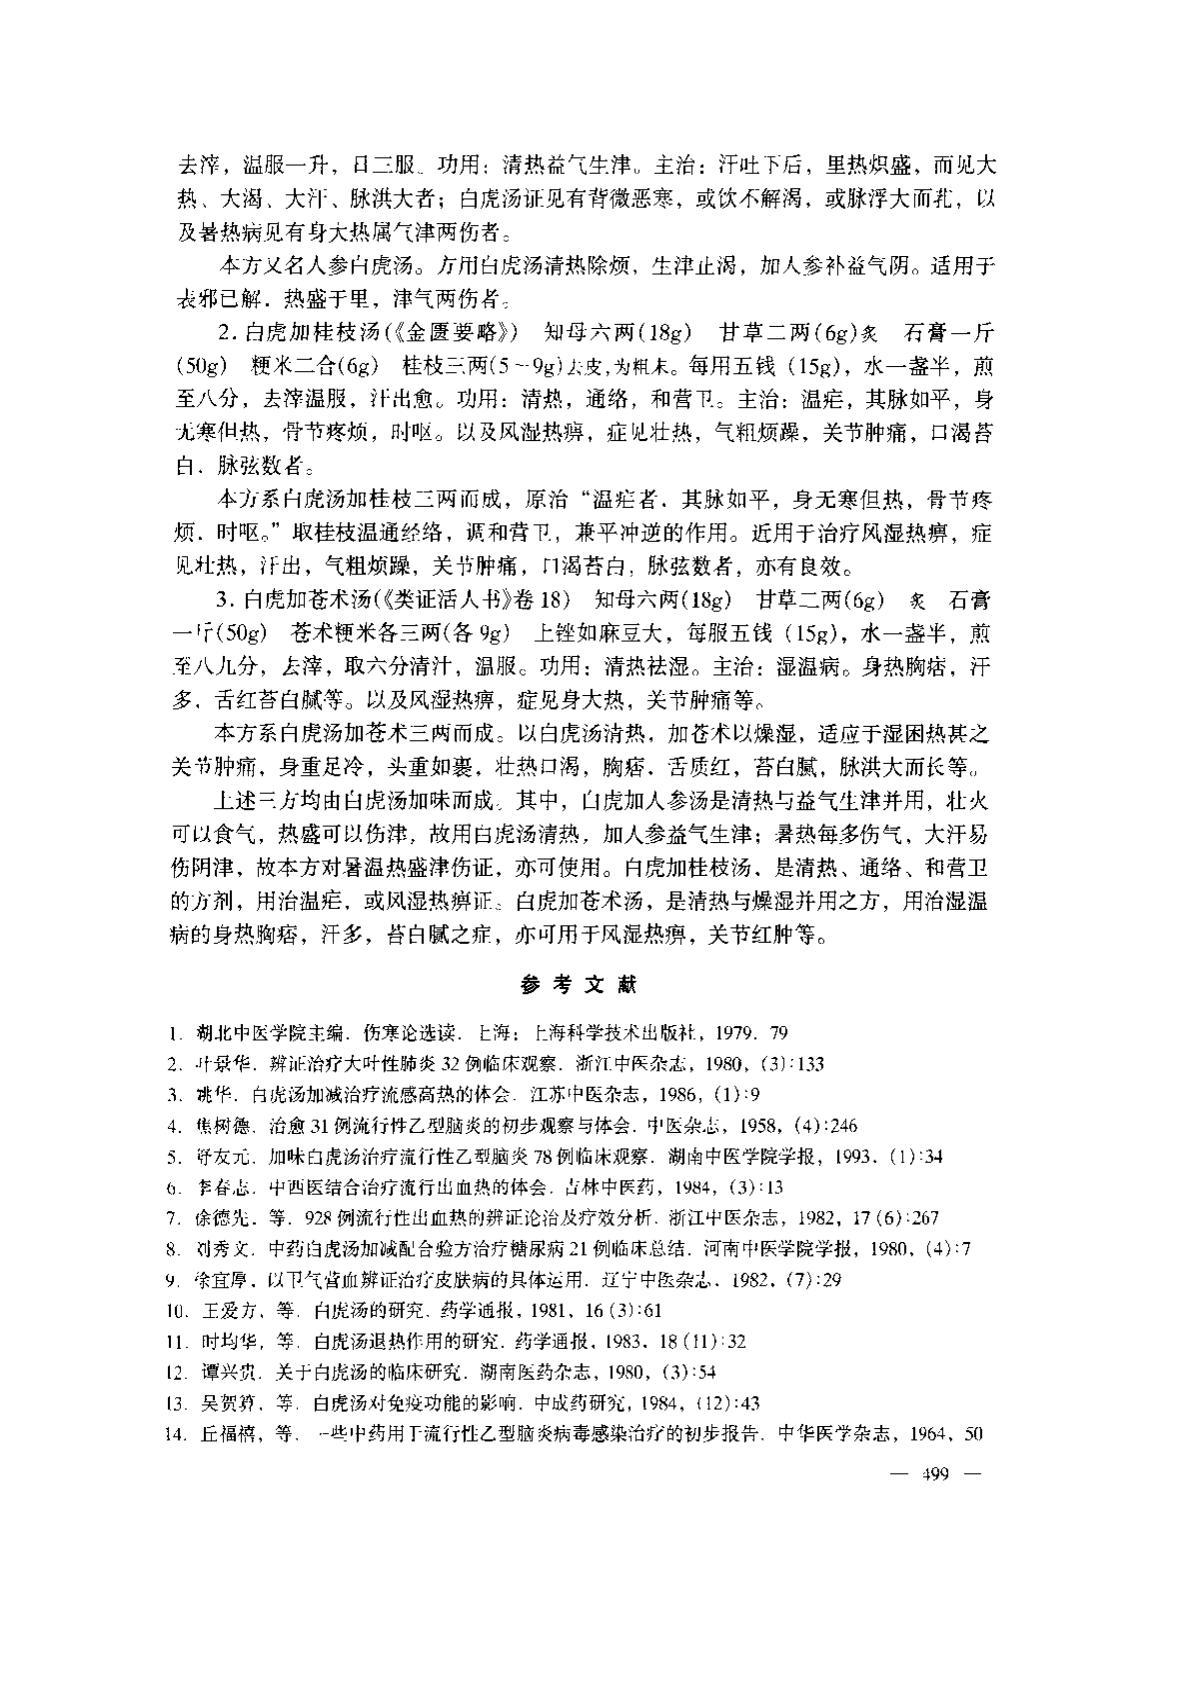 去滓，温服一升，日三服。功用：清热益气生津。主治：汗吐下后，里热炽盛，而见大
热、大渴、大汗、脉洪大者；白虎汤证见有背微恶寒，或饮不解渴，或脉浮大而芤，以
及暑热病见有身大热属气津两伤者。
本方又名人参白虎汤。方用白虎汤清热除烦，生津止渴，加人参补益气阴。适用于
表邪已解．热盛于里，津气两伤者。
2. 白虎加桂枝汤(《金匮要略》)　知母六两(18g)　甘草二两(6g)炙　石膏一斤
(50g)　粳米二合(6g)　桂枝三两(5～9g)去皮,为粗末。每用五钱（15g），水一盏半，煎
至八分，去滓温服，汗出愈。功用：清热，通络，和营卫。主治：温疟，其脉如平，身
无寒但热，骨节疼烦，时呕。以及风湿热痹，症见壮热，气粗烦躁，关节肿痛，口渴苔
白．脉弦数者。
本方系白虎汤加桂枝三两而成，原治“温疟者．其脉如平，身无寒但热，骨节疼
烦．时呕。”取桂枝温通经络，调和营卫，兼平冲逆的作用。近用于治疗风湿热痹，症
见壮热，汗出，气粗烦躁，关节肿痛，口渴苔白，脉弦数者，亦有良效。
3. 白虎加苍术汤(《类证活人书》卷 18)　知母六两(18g)　甘草二两(6g)　炙　石膏
一斤(50g)　苍术粳米各三两(各 9g)　上锉如麻豆大，每服五钱（15g），水一盏半，煎
至八九分，去滓，取六分清汁，温服。功用：清热祛湿。主治：湿温病。身热胸痞，汗
多．舌红苔白腻等。以及风湿热痹，症见身大热，关节肿痛等。
本方系白虎汤加苍术三两而成。以白虎汤清热．加苍术以燥湿，适应于湿困热甚之
关节肿痛，身重足冷，头重如裹，壮热口渴，胸痞．舌质红，苔白腻，脉洪大而长等。
上述三方均由白虎汤加味而成。其中，白虎加人参汤是清热与益气生津并用，壮火
可以食气，热盛可以伤津，故用白虎汤清热，加人参益气生津；暑热每多伤气，大汗易
伤阴津，故本方对暑温热盛津伤证，亦可使用。白虎加桂枝汤，是清热、通络、和营卫
的方剂，用治温疟，或风湿热痹证。白虎加苍术汤，是清热与燥湿并用之方，用治湿温
病的身热胸痞，汗多，苔白腻之症，亦可用于风湿热痹，关节红肿等。
参 考 文 献
1. 湖北中医学院主编．伤寒论选读．上海：上海科学技术出版社，1979．79
2. 叶景华．辨证治疗大叶性肺炎 32 例临床观察．浙江中医杂志，1980，(3):133
3. 姚华．白虎汤加减治疗流感高热的体会．江苏中医杂志，1986，(1):9
4. 焦树德．治愈 31 例流行性乙型脑炎的初步观察与体会．中医杂志，1958，(4):246
5. 舒友元．加味白虎汤治疗流行性乙型脑炎 78 例临床观察．湖南中医学院学报，1993．(1):34
6. 李春志．中西医结合治疗流行出血热的体会．吉林中医药，1984，(3):13
7. 徐德先．等．928 例流行性出血热的辨证论治及疗效分析．浙江中医杂志，1982，17 (6):267
8. 刘秀文．中药白虎汤加减配合验方治疗糖尿病 21 例临床总结．河南中医学院学报，1980，(4):7
9. 徐宜厚．以卫气营血辨证治疗皮肤病的具体运用．辽宁中医杂志．1982．(7):29
10. 王爱方，等．白虎汤的研究．药学通报，1981，16 (3):61
11. 时均华，等．白虎汤退热作用的研究．药学通报．1983．18 (11):32
12. 谭兴贵．关于白虎汤的临床研究．湖南医药杂志，1980，(3):54
13. 吴贺算，等．白虎汤对免疫功能的影响．中成药研究，1984，(12):43
14. 丘福禧，等．一些中药用于流行性乙型脑炎病毒感染治疗的初步报告．中华医学杂志，1964，50
— 499 —